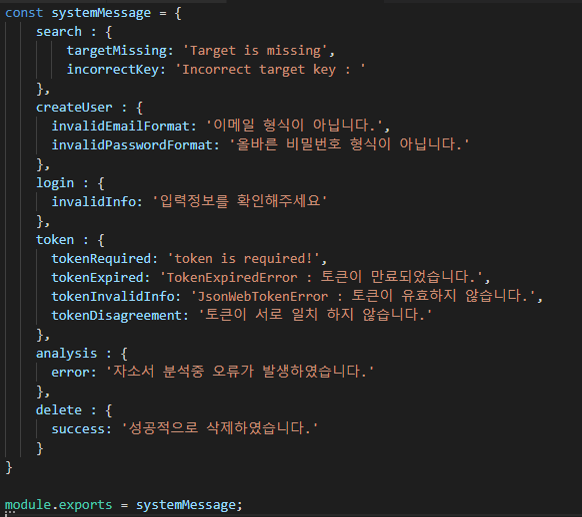 const systemMessage = {
    search : {
        targetMissing: 'Target is missing',
        incorrectKey: 'Incorrect target key : '
    },
    createUser : {
      invalidEmailFormat: '이메일 형식이 아닙니다.',
      invalidPasswordFormat: '올바른 비밀번호 형식이 아닙니다.'
    },
    login : {
      invalidInfo: '입력정보를 확인해주세요'
    },
    token : {
      tokenRequired: 'token is required!',
      tokenExpired: 'TokenExpiredError : 토큰이 만료되었습니다.',
      tokenInvalidInfo: 'JsonWebTokenError : 토큰이 유효하지 않습니다.',
      tokenDisagreement: '토큰이 서로 일치 하지 않습니다.'
    },
    analysis : {
      error: '자소서 분석중 오류가 발생하였습니다.'
    },
    delete : {
      success: '성공적으로 삭제하였습니다.'
    }
}

module.exports = systemMessage;